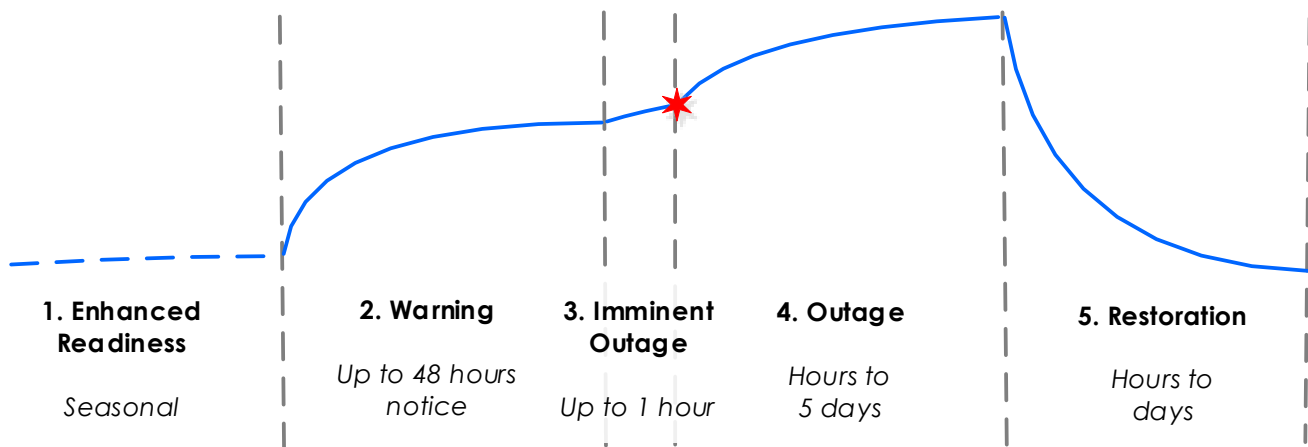 1. Enhanced
Readiness
Seasonal
2. Warning
Up to 48 hours
notice
3. Imminent
Outage
Up to 1 hour
4. Outage
Hours to
5 days
5. Restoration
Hours to
days